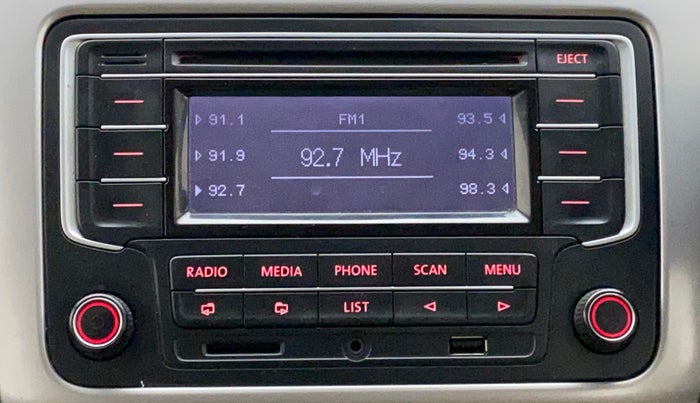 EJECT
91.1 FM1 93.5
91.9 92.7 MHz 94.3
92.7 98.3
RADIO MEDIA PHONE SCAN MENU
LIST